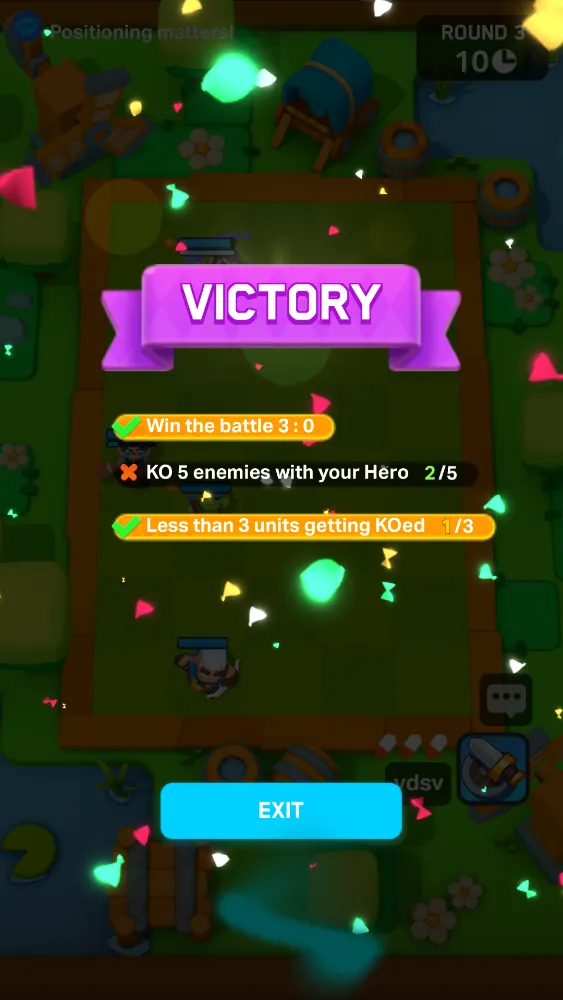 Positioning matters!
ROUND 3
10
VICTORY
Win the battle 3 : 0
KO 5 enemies with your Hero 2/5
Less than 3 units getting KOed 1/3
vdsv
EXIT